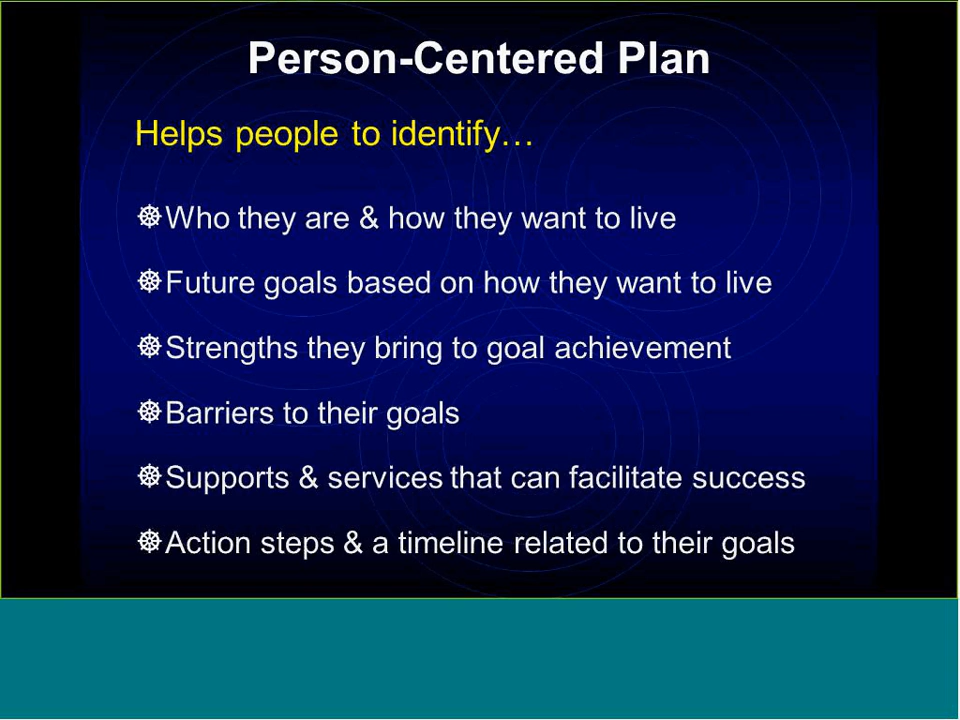 Person-Centered Plan
Helps people to identify…
Who they are & how they want to live
Future goals based on how they want to live
Strengths they bring to goal achievement
Barriers to their goals
Supports & services that can facilitate success
Action steps & a timeline related to their goals